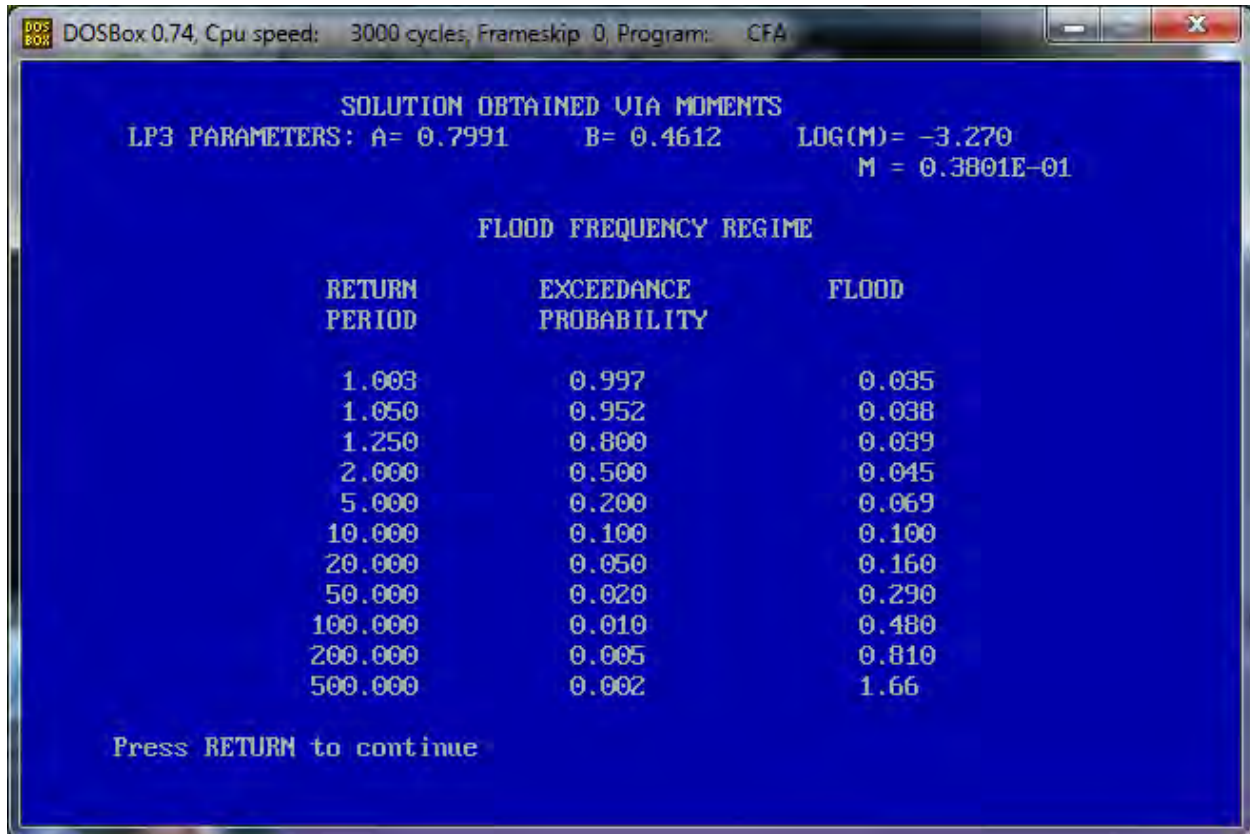 DOS BOX DOSBox 0.74, Cpu speed: 3000 cycles, Frameskip 0, Program: CFA
SOLUTION OBTAINED VIA MOMENTS
LP3 PARAMETERS: A= 0.7991 B= 0.4612 LOG(M)= -3.270
M = 0.3801E-01
FLOOD FREQUENCY REGIME
RETURN EXCEEDANCE FLOOD
PERIOD PROBABILITY
1.003 0.997 0.035
1.050 0.952 0.038
1.250 0.800 0.039
2.000 0.500 0.045
5.000 0.200 0.069
10.000 0.100 0.100
20.000 0.050 0.160
50.000 0.020 0.290
100.000 0.010 0.480
200.000 0.005 0.810
500.000 0.002 1.66
Press RETURN to continue